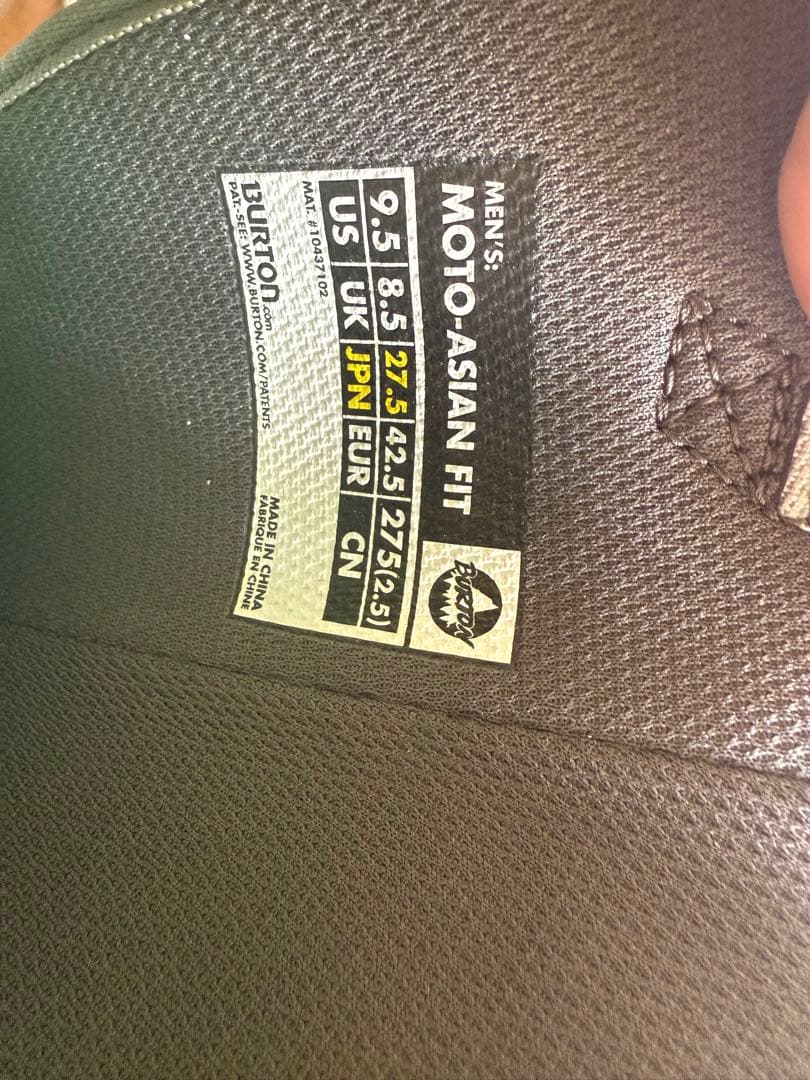 MEN'S:
MOTO-ASIAN FIT
BURTON
9.5 8.5 27.5 42.5 275(2.5)
US UK JPN EUR CN
MAT. #10437102
MADE IN CHINA
FABRIQUE EN CHINE
BURTON.com
PAT.-SEE: WWW.BURTON.COM/PATENTS